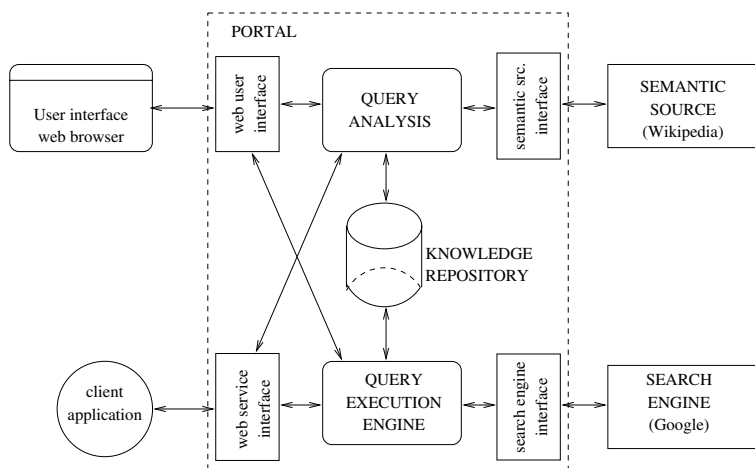 PORTAL
User interface
web browser
web user
interface
QUERY
ANALYSIS
semantic src.
interface
SEMANTIC
SOURCE
(Wikipedia)
KNOWLEDGE
REPOSITORY
client
application
web service
interface
QUERY
EXECUTION
ENGINE
search engine
interface
SEARCH
ENGINE
(Google)